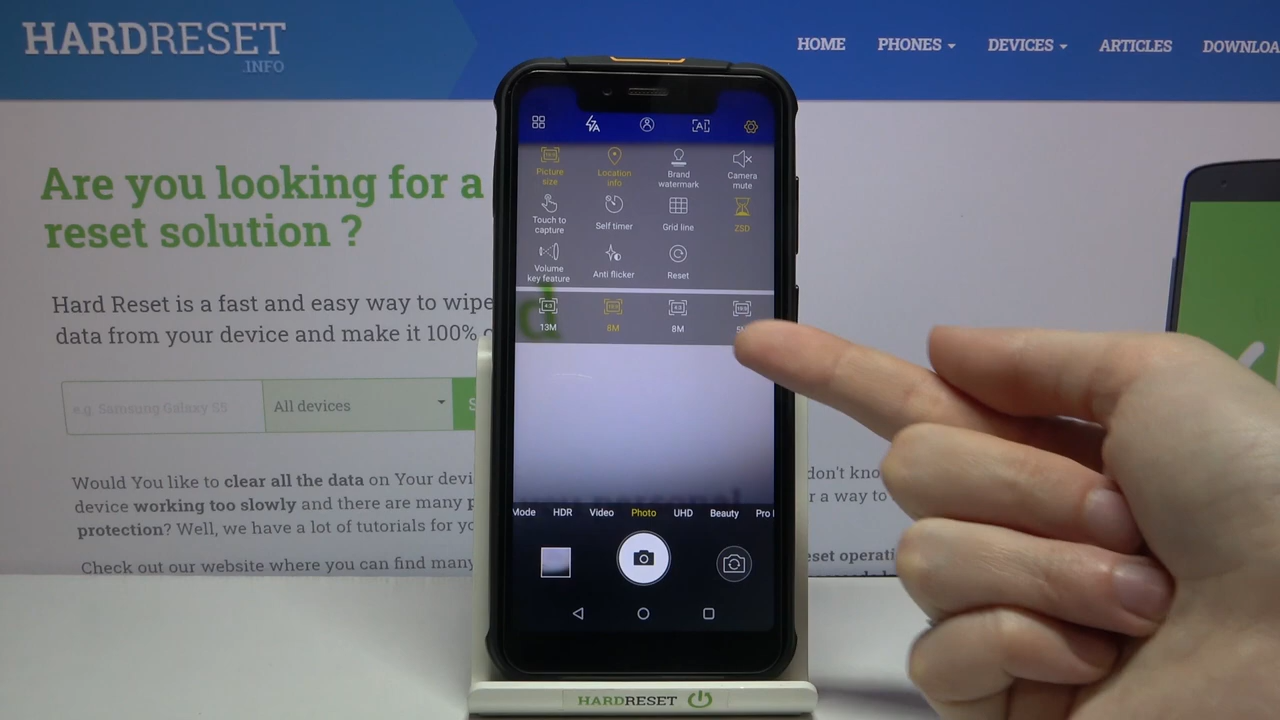 HARDRESET
.INFO
HOME PHONES DEVICES ARTICLES DOWNLOA
Are you looking for a
reset solution ?
Hard Reset is a fast and easy way to wipe
data from your device and make it 100%
e.g. Samsung Galaxy S5 All devices S
Would You like to clear all the data on Your devi
device working too slowly and there are many p
protection? Well, we have a lot of tutorials for yo
Check out our website where you can find many
don't kno
r a way to
eset operati
Picture size
Location info
Brand watermark
Camera mute
Touch to capture
Self timer
Grid line
ZSD
Volume key feature
Anti flicker
Reset
13M 8M 8M
Mode HDR Video Photo UHD Beauty Pro
HARDRESET